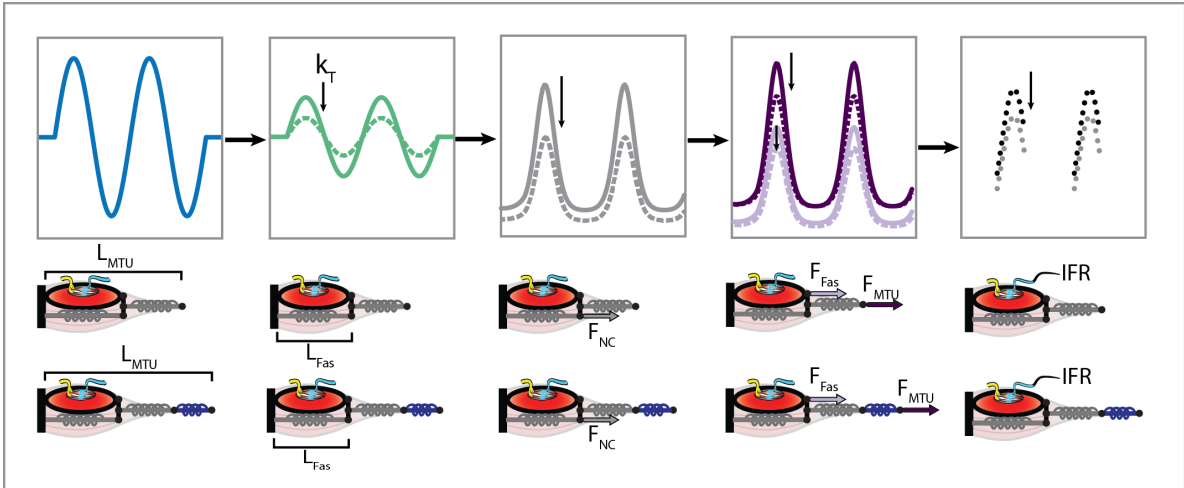 k_T
L_MTU
F_Fas
F_MTU
IFR
L_Fas
F_NC
L_MTU
F_Fas
F_MTU
IFR
L_Fas
F_NC